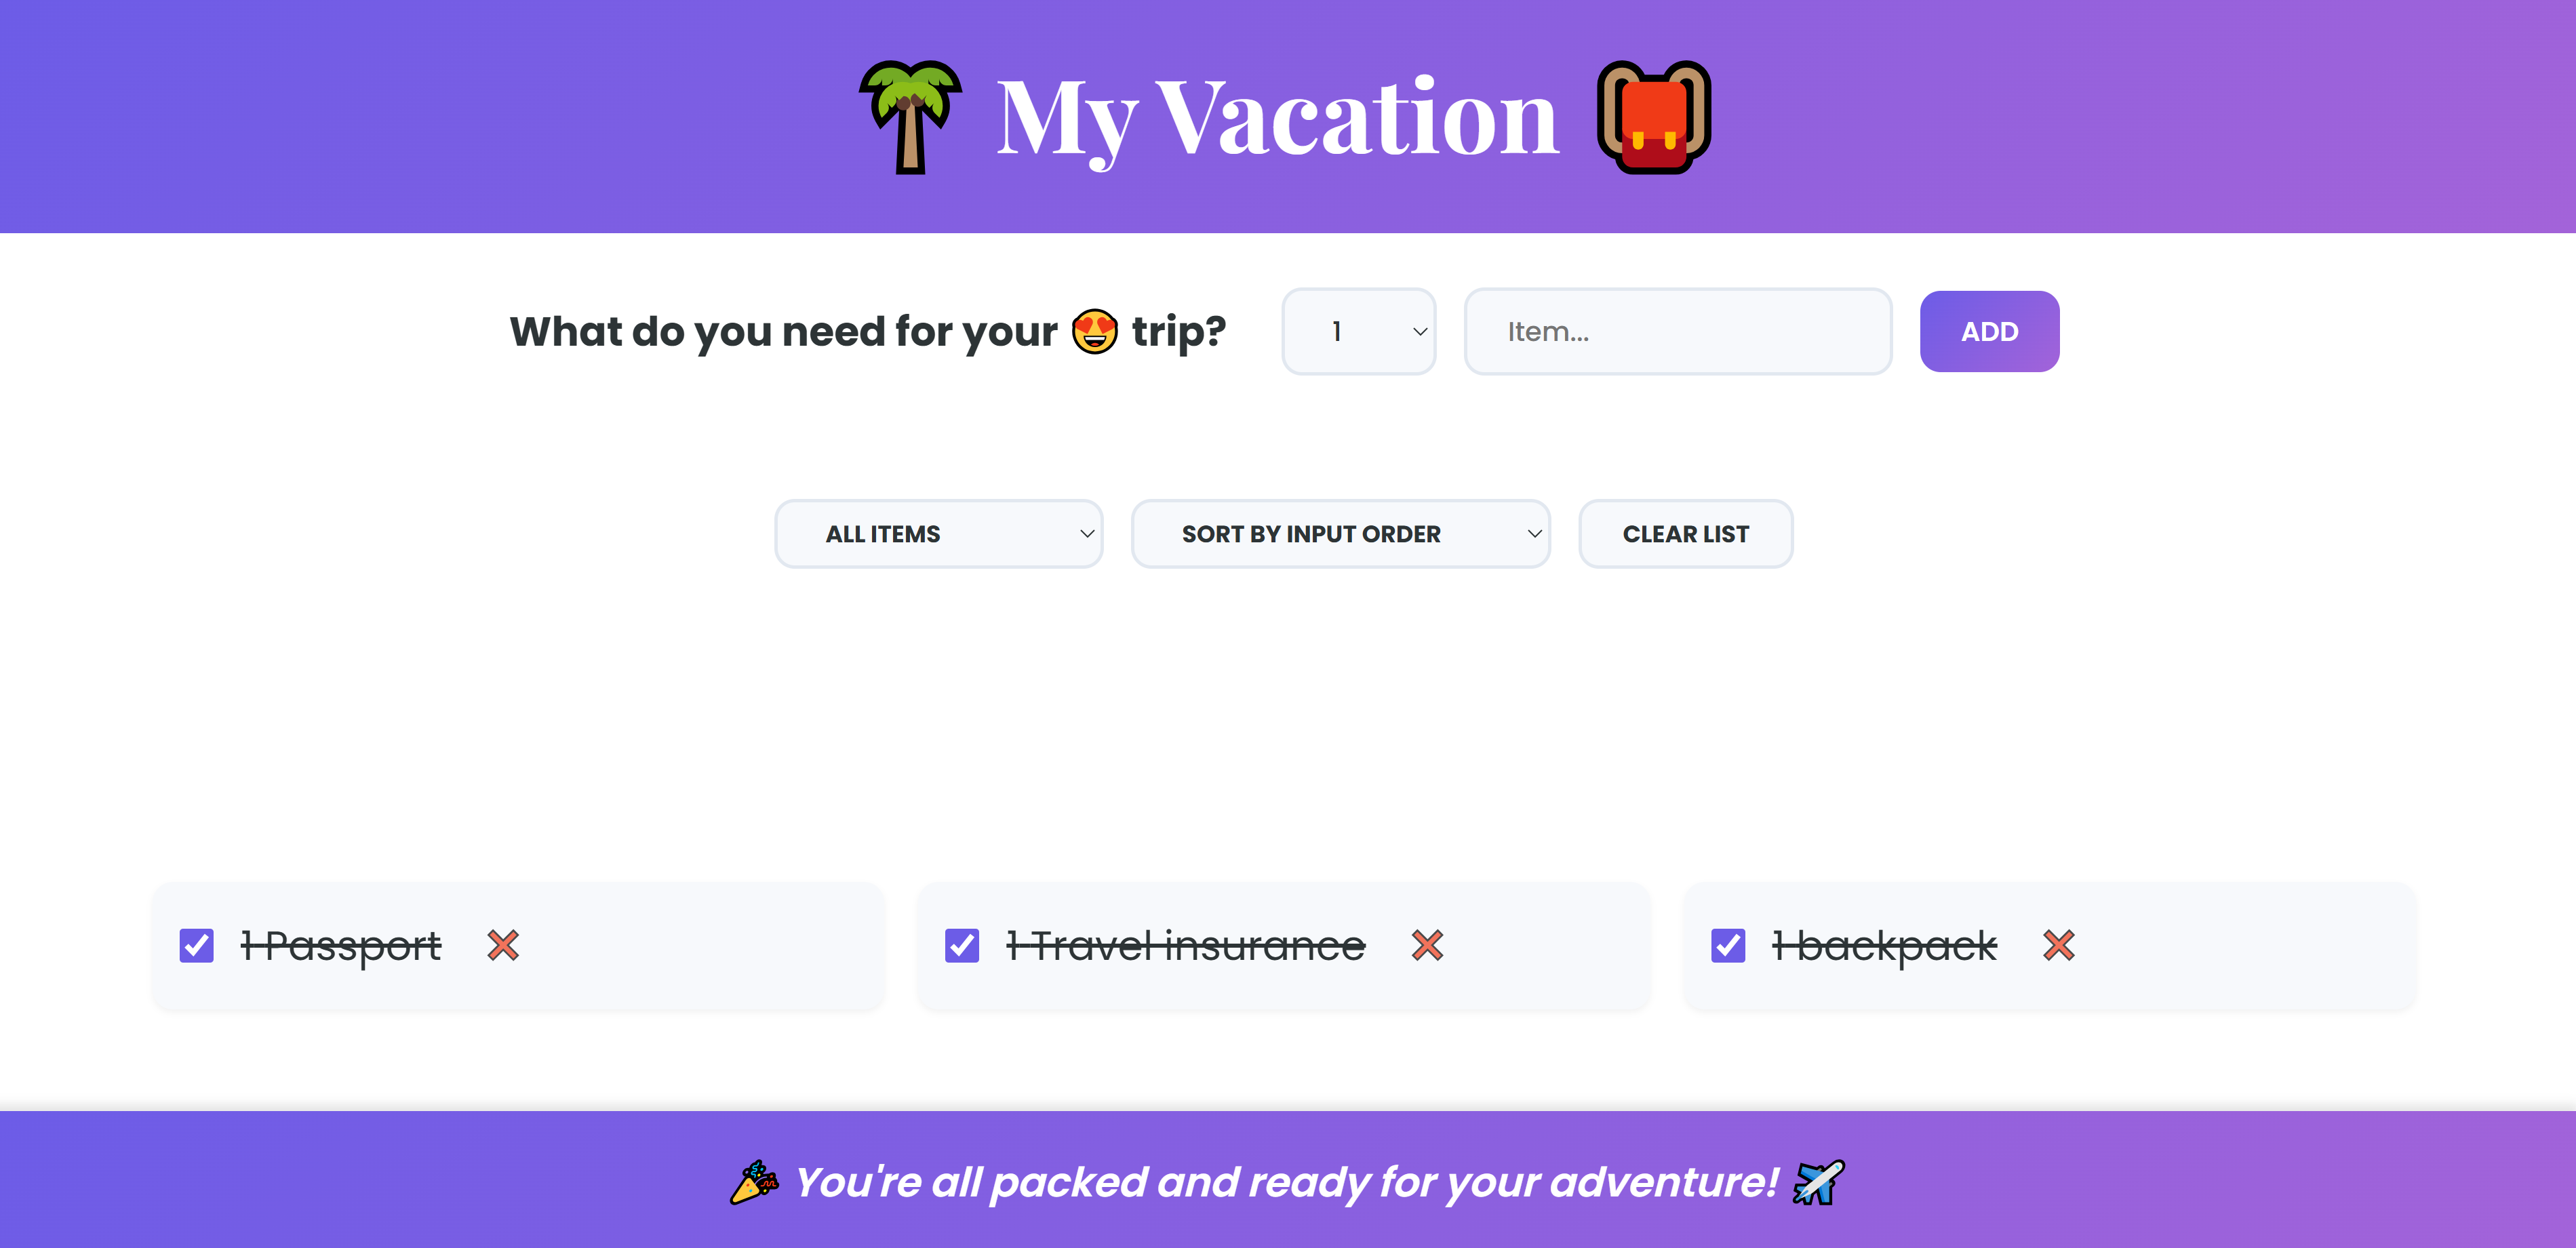 🌴 My Vacation 🎒
What do you need for your 😍 trip? 1 Item... ADD
ALL ITEMS SORT BY INPUT ORDER CLEAR LIST
1 Passport ❌ 1 Travel insurance ❌ 1 backpack ❌
🎉 You're all packed and ready for your adventure! ✈️